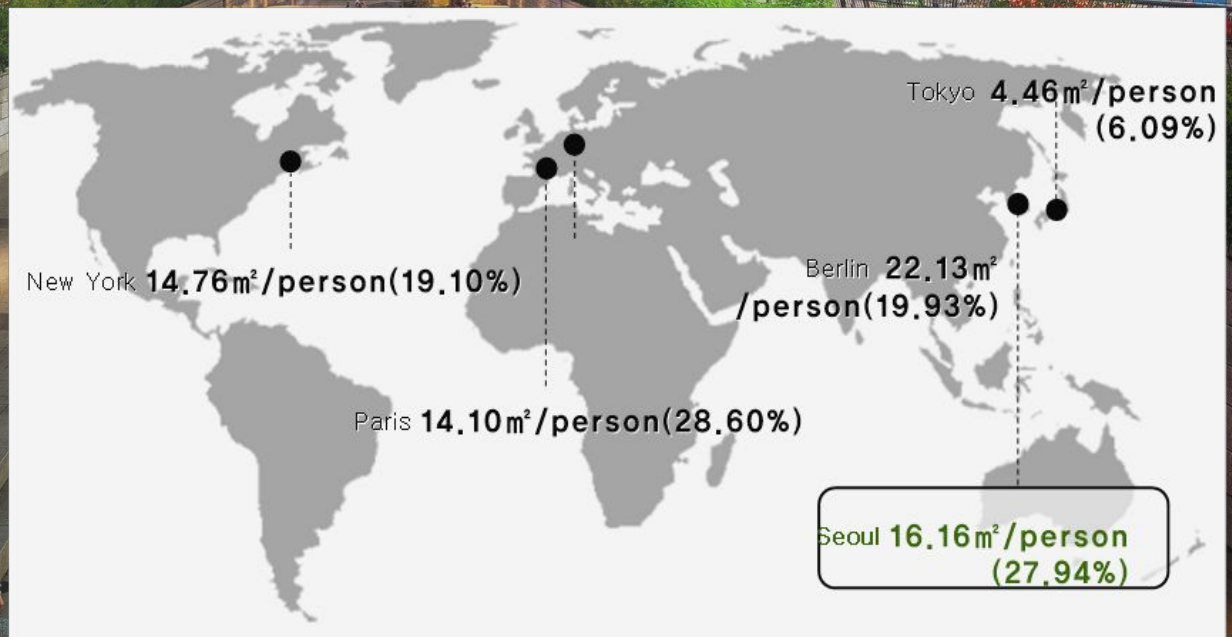 Tokyo 4.46㎡/person
(6.09%)
Berlin 22.13㎡
/person(19.93%)
New York 14.76㎡/person(19.10%)
Paris 14.10㎡/person(28.60%)
Seoul 16.16㎡/person
(27.94%)